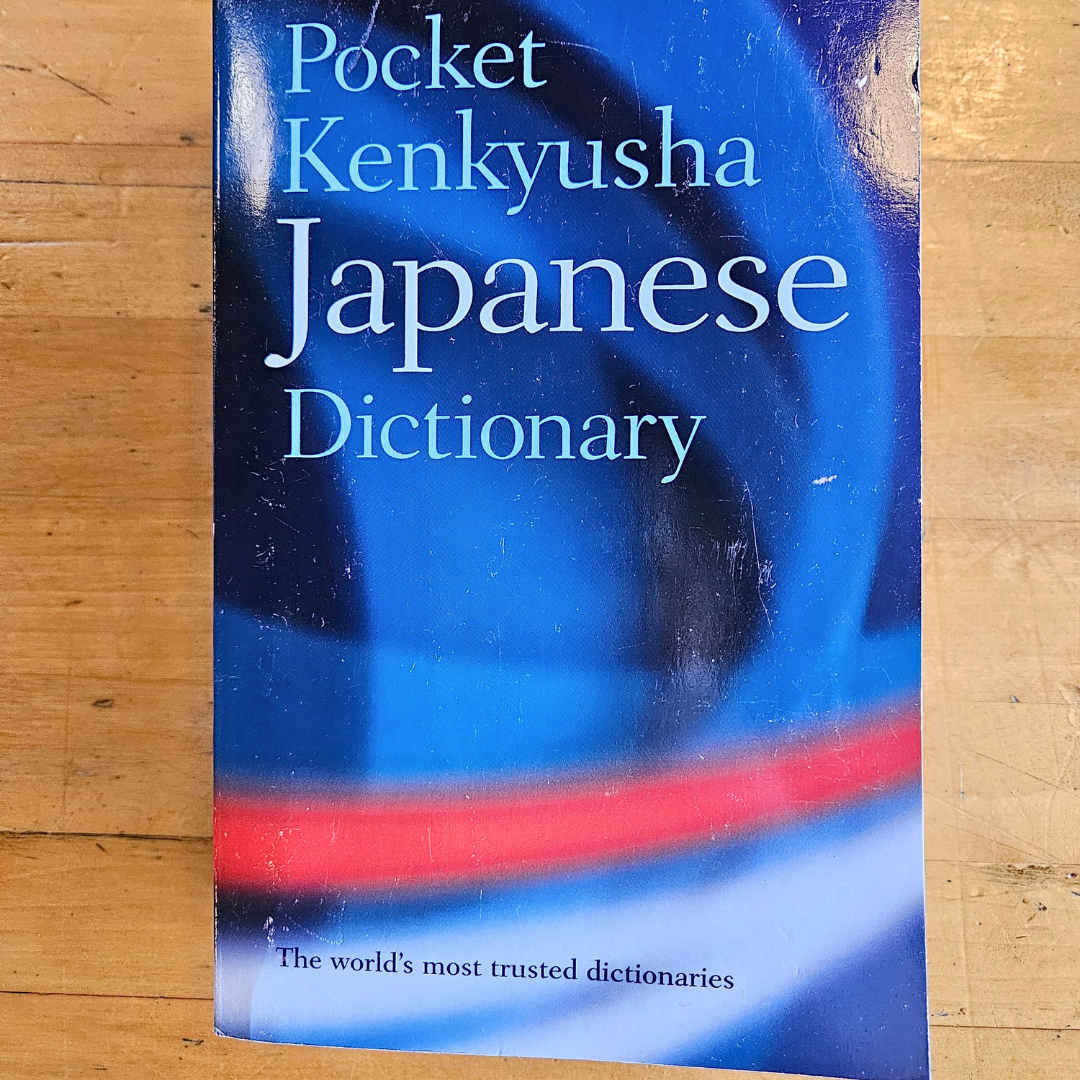 Pocket
Kenkyusha
Japanese
Dictionary
The world's most trusted dictionaries